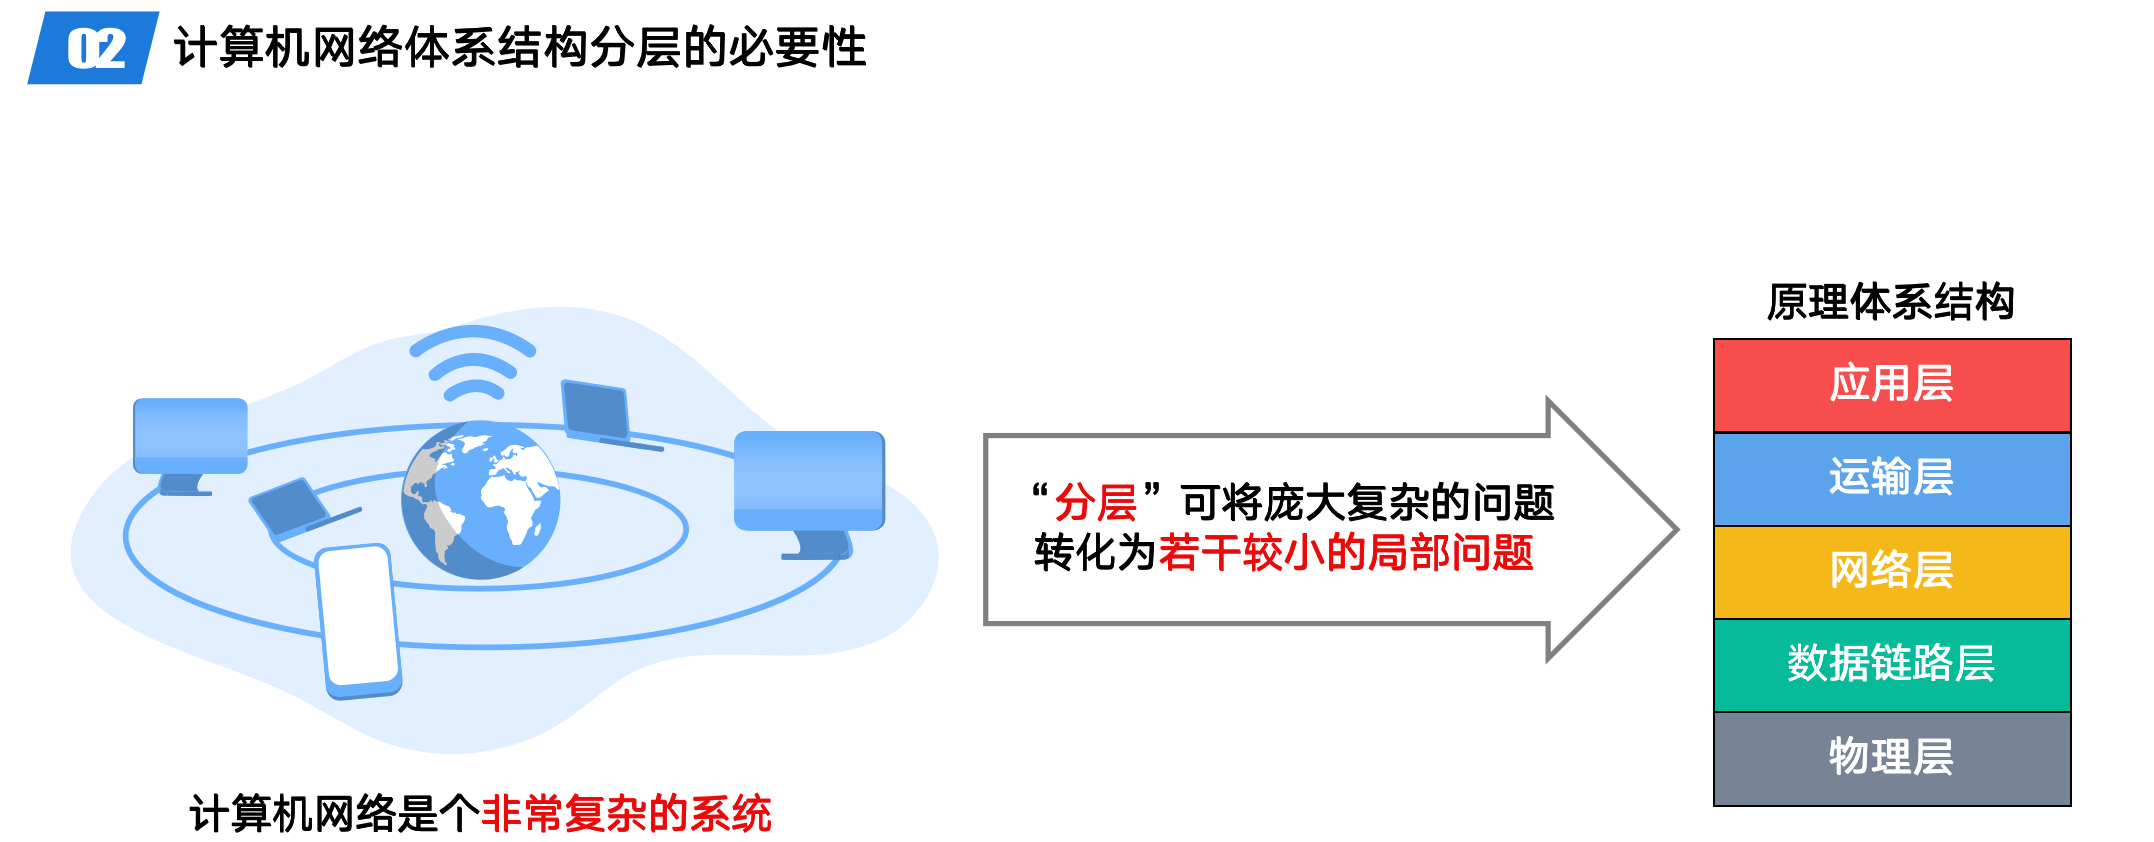 02 计算机网络体系结构分层的必要性
计算机网络是个非常复杂的系统
“分层”可将庞大复杂的问题
转化为若干较小的局部问题
原理体系结构
应用层
运输层
网络层
数据链路层
物理层